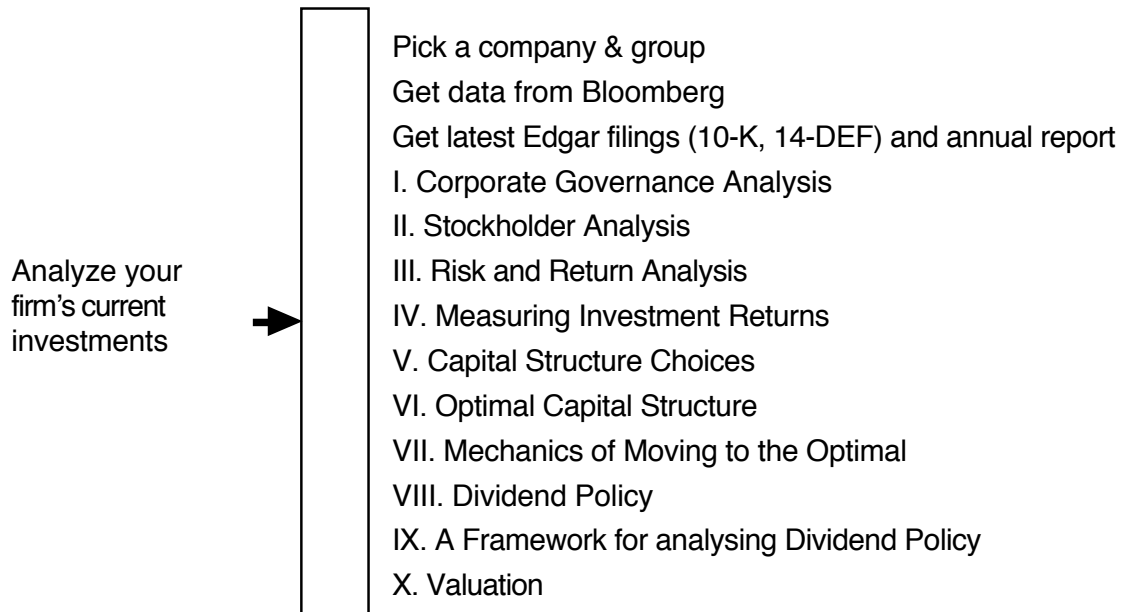 Pick a company & group
Get data from Bloomberg
Get latest Edgar filings (10-K, 14-DEF) and annual report
I. Corporate Governance Analysis
II. Stockholder Analysis
III. Risk and Return Analysis
IV. Measuring Investment Returns
V. Capital Structure Choices
VI. Optimal Capital Structure
VII. Mechanics of Moving to the Optimal
VIII. Dividend Policy
IX. A Framework for analysing Dividend Policy
X. Valuation
Analyze your
firm's current
investments